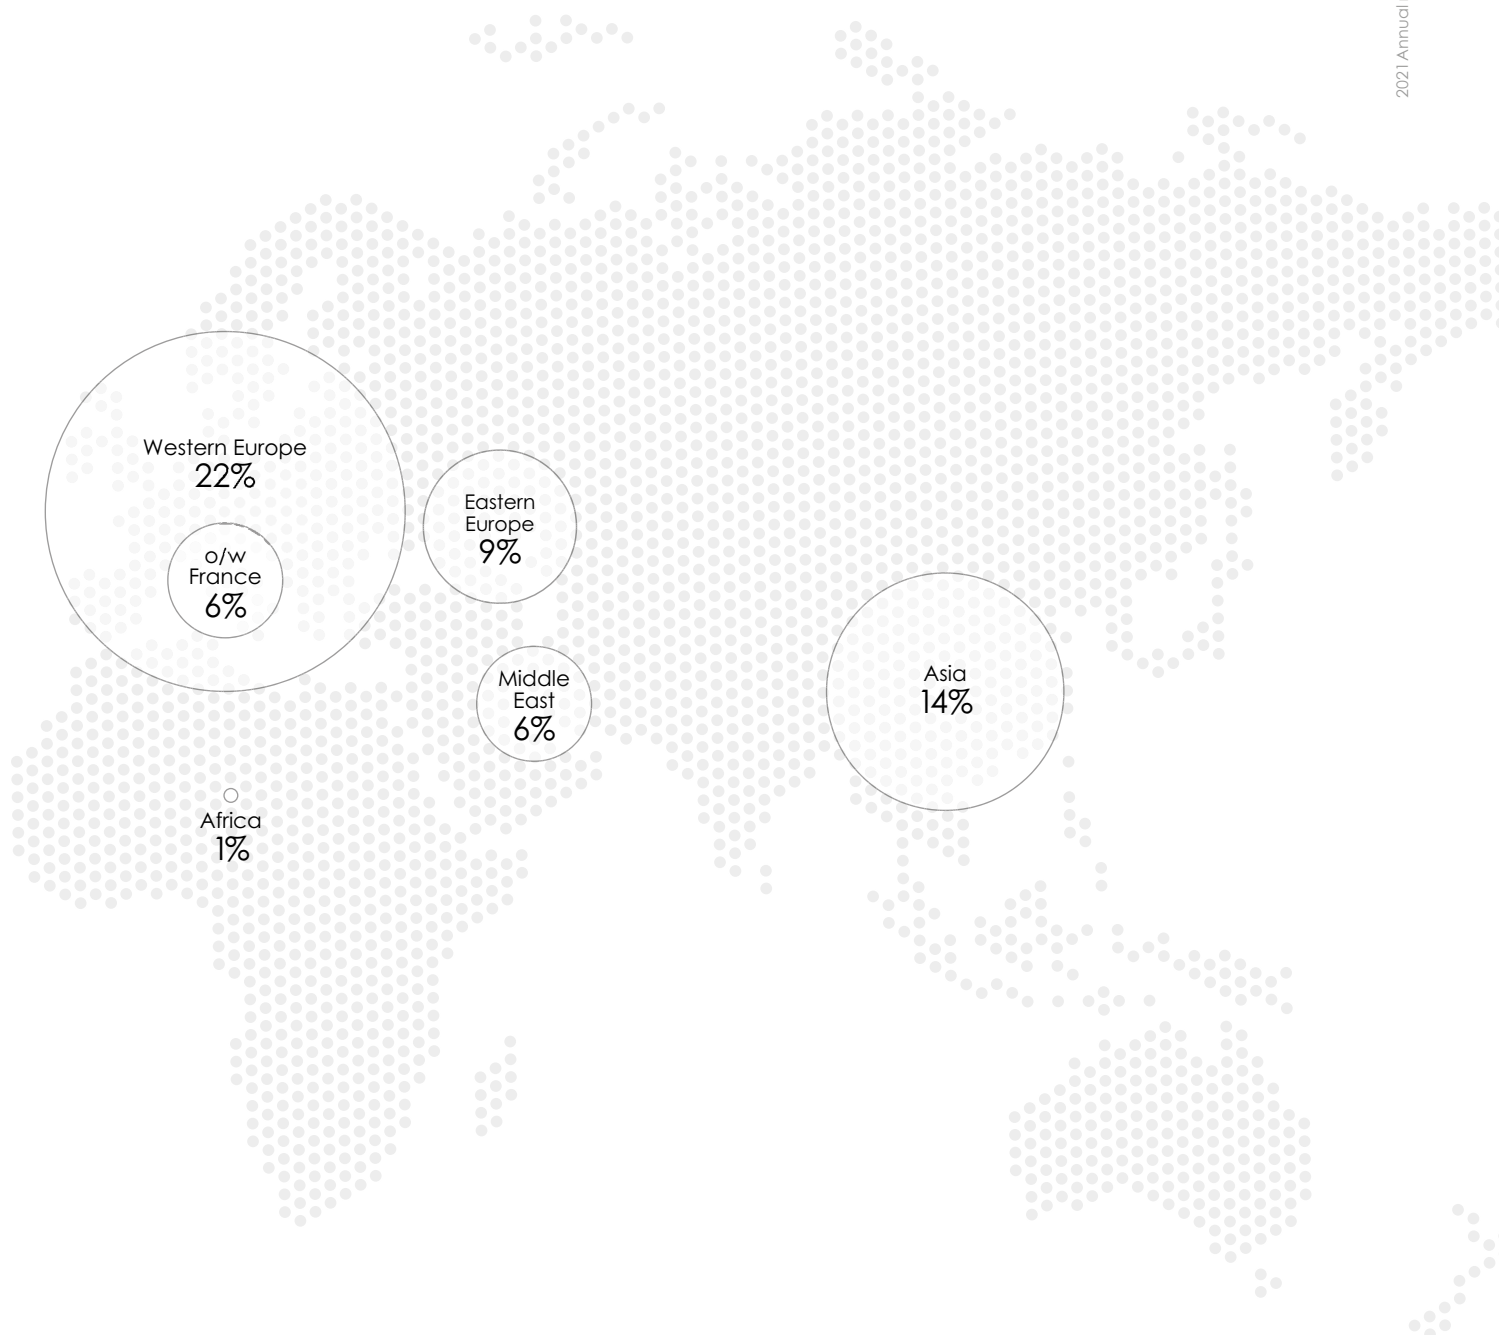 2021 Annual
Western Europe
22%
o/w
France
6%
Eastern
Europe
9%
Middle
East
6%
Asia
14%
Africa
1%